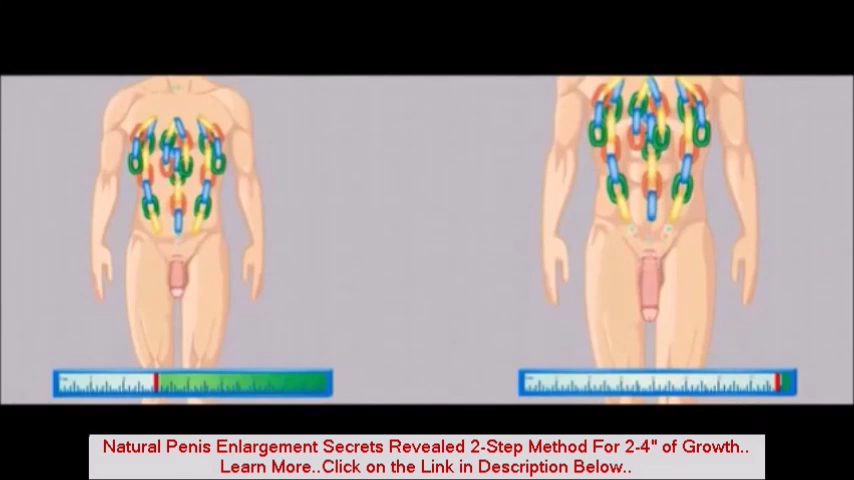 Natural Penis Enlargement Secrets Revealed 2-Step Method For 2-4" of Growth..
Learn More..Click on the Link in Description Below..